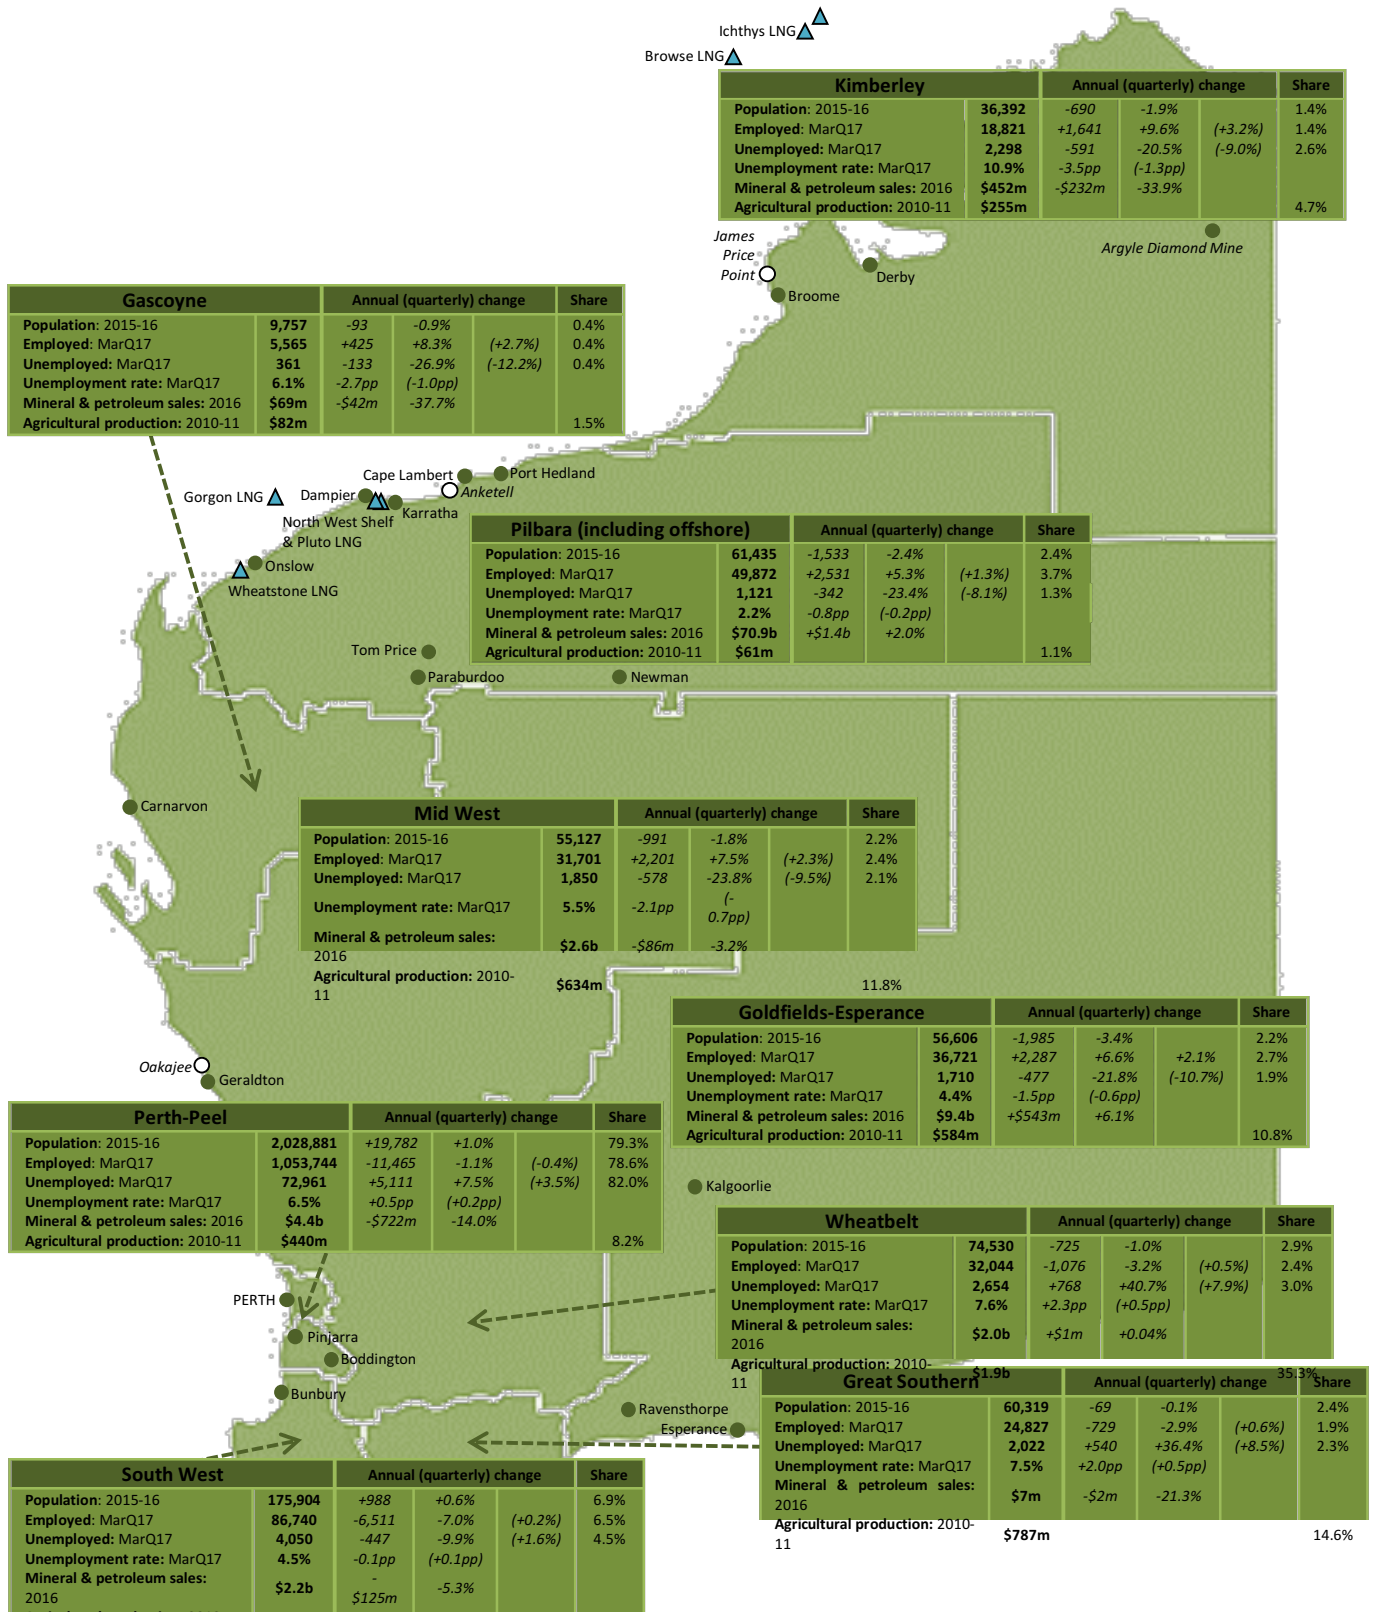 Ichthys LNG
Browse LNG
Kimberley Annual (quarterly) change Share
Population: 2015-16 36,392 -690 -1.9% 1.4%
Employed: MarQ17 18,821 +1,641 +9.6% (+3.2%) 1.4%
Unemployed: MarQ17 2,298 -591 -20.5% (-9.0%) 2.6%
Unemployment rate: MarQ17 10.9% -3.5pp (-1.3pp)
Mineral & petroleum sales: 2016 $452m -$232m -33.9%
Agricultural production: 2010-11 $255m 4.7%
James
Price
Point
Argyle Diamond Mine
Derby
Broome
Gascoyne Annual (quarterly) change Share
Population: 2015-16 9,757 -93 -0.9% 0.4%
Employed: MarQ17 5,565 +425 +8.3% (+2.7%) 0.4%
Unemployed: MarQ17 361 -133 -26.9% (-12.2%) 0.4%
Unemployment rate: MarQ17 6.1% -2.7pp (-1.0pp)
Mineral & petroleum sales: 2016 $69m -$42m -37.7%
Agricultural production: 2010-11 $82m 1.5%
Cape Lambert
Port Hedland
Gorgon LNG
Dampier
Anketell
Karratha
North West Shelf
& Pluto LNG
Onslow
Wheatstone LNG
Pilbara (including offshore) Annual (quarterly) change Share
Population: 2015-16 61,435 -1,533 -2.4% 2.4%
Employed: MarQ17 49,872 +2,531 +5.3% (+1.3%) 3.7%
Unemployed: MarQ17 1,121 -342 -23.4% (-8.1%) 1.3%
Unemployment rate: MarQ17 2.2% -0.8pp (-0.2pp)
Mineral & petroleum sales: 2016 $70.9b +$1.4b +2.0%
Agricultural production: 2010-11 $61m 1.1%
Tom Price
Paraburdoo
Newman
Carnarvon
Mid West Annual (quarterly) change Share
Population: 2015-16 55,127 -991 -1.8% 2.2%
Employed: MarQ17 31,701 +2,201 +7.5% (+2.3%) 2.4%
Unemployed: MarQ17 1,850 -578 -23.8% (-9.5%) 2.1%
Unemployment rate: MarQ17 5.5% -2.1pp (-
0.7pp)
Mineral & petroleum sales:
2016 $2.6b -$86m -3.2%
Agricultural production: 2010-
11 $634m 11.8%
Goldfields-Esperance Annual (quarterly) change Share
Population: 2015-16 56,606 -1,985 -3.4% 2.2%
Employed: MarQ17 36,721 +2,287 +6.6% +2.1% 2.7%
Unemployed: MarQ17 1,710 -477 -21.8% (-10.7%) 1.9%
Unemployment rate: MarQ17 4.4% -1.5pp (-0.6pp)
Mineral & petroleum sales: 2016 $9.4b +$543m +6.1%
Agricultural production: 2010-11 $584m 10.8%
Oakajee
Geraldton
Perth-Peel Annual (quarterly) change Share
Population: 2015-16 2,028,881 +19,782 +1.0% 79.3%
Employed: MarQ17 1,053,744 -11,465 -1.1% (-0.4%) 78.6%
Unemployed: MarQ17 72,961 +5,111 +7.5% (+3.5%) 82.0%
Unemployment rate: MarQ17 6.5% +0.5pp (+0.2pp)
Mineral & petroleum sales: 2016 $4.4b -$722m -14.0%
Agricultural production: 2010-11 $440m 8.2%
Kalgoorlie
Wheatbelt Annual (quarterly) change Share
Population: 2015-16 74,530 -725 -1.0% 2.9%
Employed: MarQ17 32,044 -1,076 -3.2% (+0.5%) 2.4%
Unemployed: MarQ17 2,654 +768 +40.7% (+7.9%) 3.0%
Unemployment rate: MarQ17 7.6% +2.3pp (+0.5pp)
Mineral & petroleum sales:
2016 $2.0b +$1m +0.04%
Agricultural production: 2010-
11 $1.9b 35.3%
PERTH
Pinjarra
Boddington
Bunbury
Ravensthorpe
Esperance
Great Southern Annual (quarterly) change Share
Population: 2015-16 60,319 -69 -0.1% 2.4%
Employed: MarQ17 24,827 -729 -2.9% (+0.6%) 1.9%
Unemployed: MarQ17 2,022 +540 +36.4% (+8.5%) 2.3%
Unemployment rate: MarQ17 7.5% +2.0pp (+0.5pp)
Mineral & petroleum sales:
2016 $7m -$2m -21.3%
Agricultural production: 2010-
11 $787m 14.6%
South West Annual (quarterly) change Share
Population: 2015-16 175,904 +988 +0.6% 6.9%
Employed: MarQ17 86,740 -6,511 -7.0% (+0.2%) 6.5%
Unemployed: MarQ17 4,050 -447 -9.9% (+1.6%) 4.5%
Unemployment rate: MarQ17 4.5% -0.1pp (+0.1pp)
Mineral & petroleum sales: -
2016 $2.2b $125m -5.3%